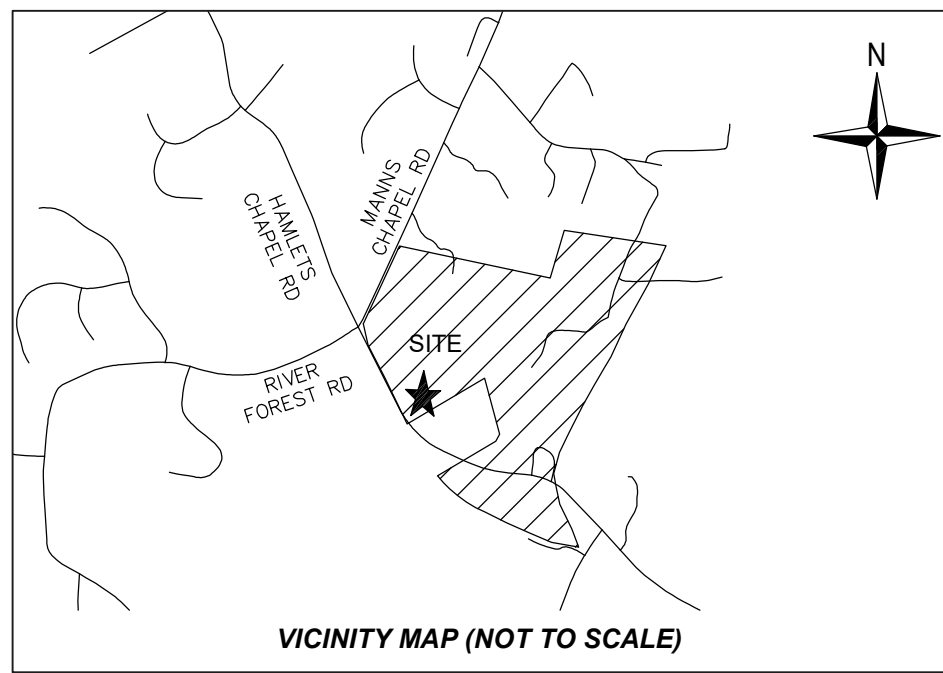 N
HAMLETS
CHAPEL RD
MANNS
CHAPEL RD
SITE
RIVER
FOREST RD
VICINITY MAP (NOT TO SCALE)